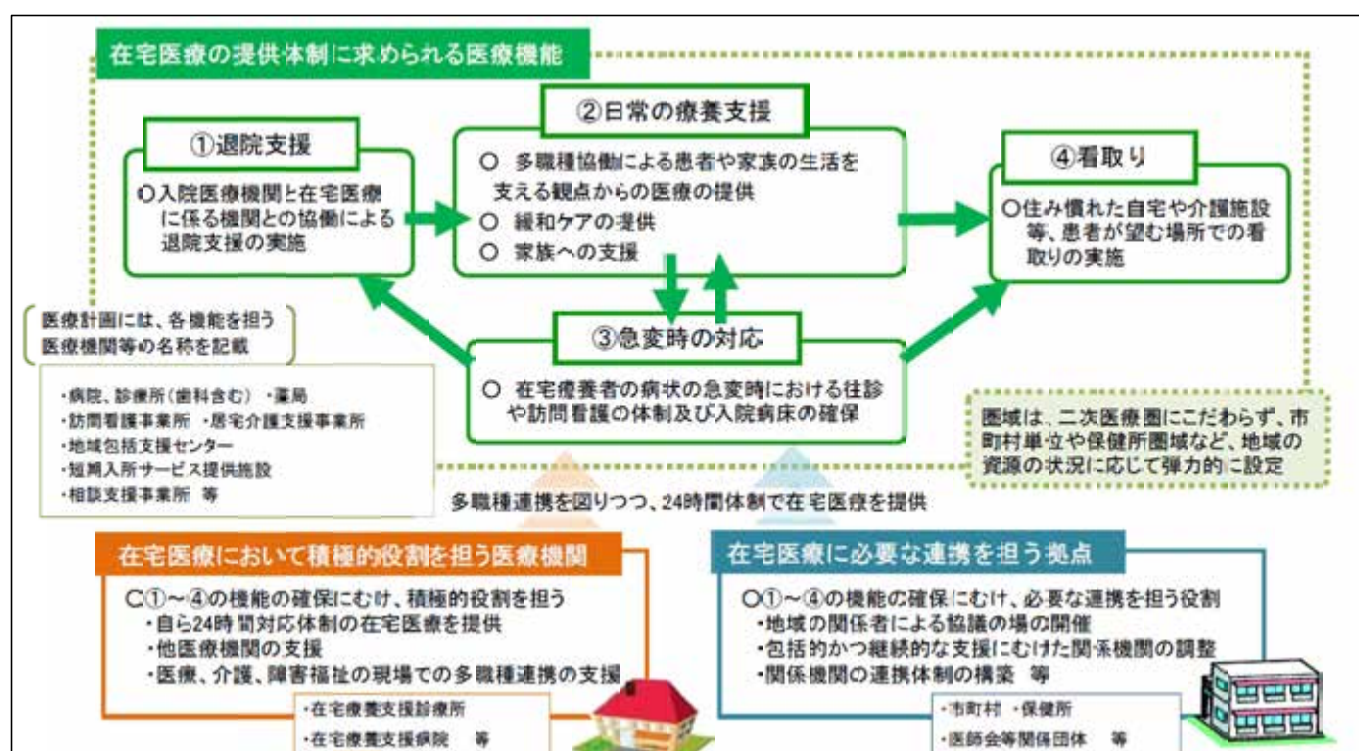 在宅医療の提供体制に求められる医療機能
①退院支援
○入院医療機関と在宅医療
に係る機関との協働による
退院支援の実施
②日常の療養支援
○ 多職種協働による患者や家族の生活を
支える観点からの医療の提供
○ 緩和ケアの提供
○ 家族への支援
④看取り
○住み慣れた自宅や介護施設
等、患者が望む場所での看
取りの実施
③急変時の対応
○ 在宅療養者の病状の急変時における往診
や訪問看護の体制及び入院病床の確保
医療計画には、各機能を担う
医療機関等の名称を記載
・病院、診療所(歯科含む) ・薬局
・訪問看護事業所 ・居宅介護支援事業所
・地域包括支援センター
・短期入所サービス提供施設
・相談支援事業所 等
圏域は、二次医療圏にこだわらず、市
町村単位や保健所圏域など、地域の
資源の状況に応じて弾力的に設定
多職種連携を図りつつ、24時間体制で在宅医療を提供
在宅医療において積極的役割を担う医療機関
○①～④の機能の確保にむけ、積極的役割を担う
・自ら24時間対応体制の在宅医療を提供
・他医療機関の支援
・医療、介護、障害福祉の現場での多職種連携の支援
・在宅療養支援診療所
・在宅療養支援病院 等
在宅医療に必要な連携を担う拠点
○①～④の機能の確保にむけ、必要な連携を担う役割
・地域の関係者による協議の場の開催
・包括的かつ継続的な支援にむけた関係機関の調整
・関係機関の連携体制の構築 等
・市町村 ・保健所
・医師会等関係団体 等